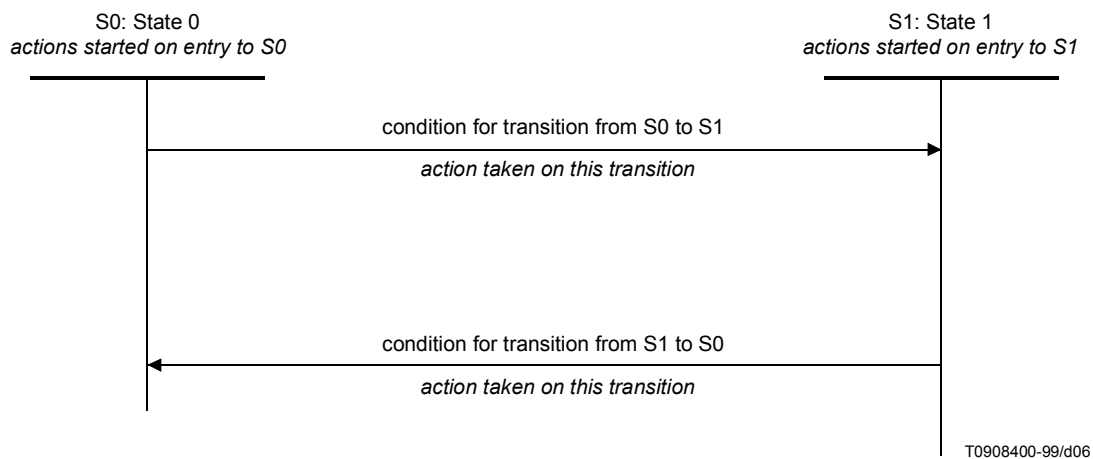 S0: State 0
actions started on entry to S0
S1: State 1
actions started on entry to S1
condition for transition from S0 to S1
action taken on this transition
condition for transition from S1 to S0
action taken on this transition
T0908400-99/d06